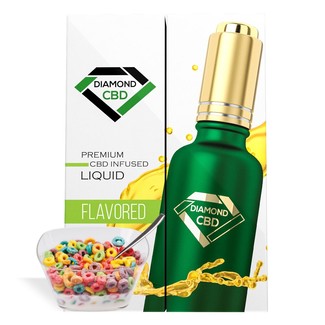 DIAMOND
CBD
PREMIUM
CBD INFUSED
LIQUID
FLAVORED
DIAMOND
CBD